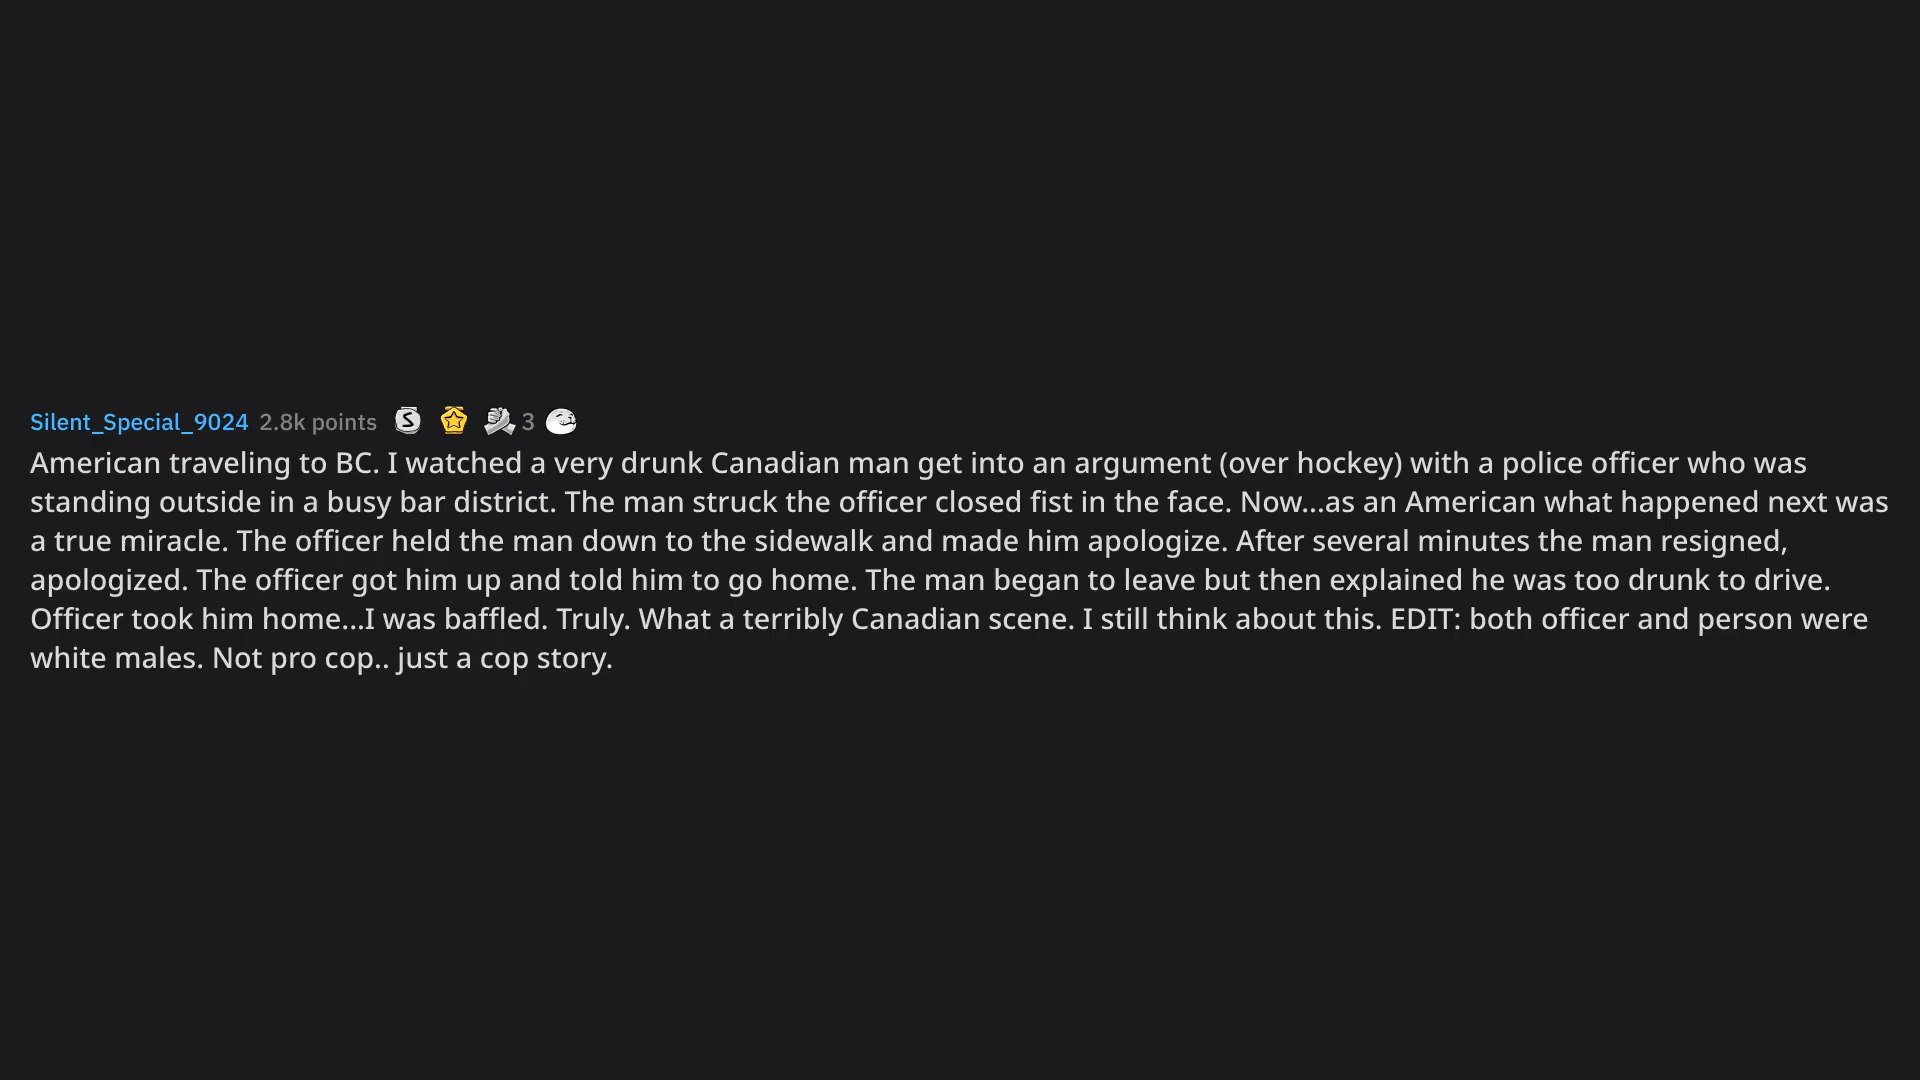 Silent_Special_9024 2.8k points S 3
American traveling to BC. I watched a very drunk Canadian man get into an argument (over hockey) with a police officer who was
standing outside in a busy bar district. The man struck the officer closed fist in the face. Now...as an American what happened next was
a true miracle. The officer held the man down to the sidewalk and made him apologize. After several minutes the man resigned,
apologized. The officer got him up and told him to go home. The man began to leave but then explained he was too drunk to drive.
Officer took him home...I was baffled. Truly. What a terribly Canadian scene. I still think about this. EDIT: both officer and person were
white males. Not pro cop.. just a cop story.